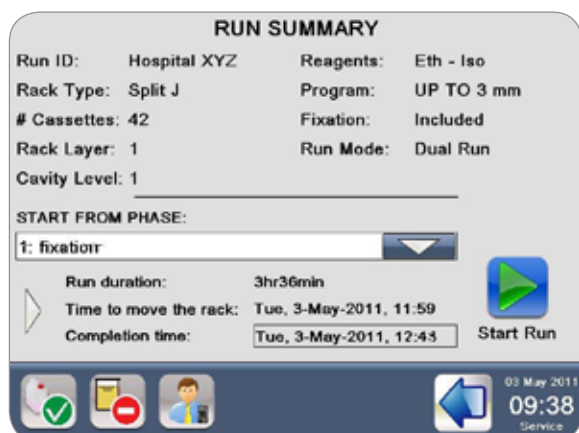 RUN SUMMARY
Run ID: Hospital XYZ Reagents: Eth - Iso
Rack Type: Split J Program: UP TO 3 mm
# Cassettes: 42 Fixation: Included
Rack Layer: 1 Run Mode: Dual Run
Cavity Level: 1
START FROM PHASE:
1: fixation
Run duration: 3hr36min
Time to move the rack: Tue, 3-May-2011, 11:59
Completion time: Tue, 3-May-2011,
Start Run
03 May 2011
09:38
Service